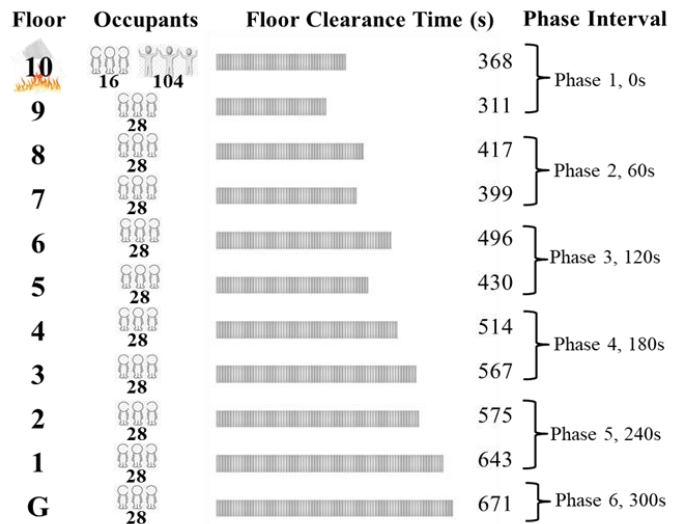 Floor Occupants Floor Clearance Time (s) Phase Interval
10 16 104 368
Phase 1, 0s
9 28 311
8 28 417
Phase 2, 60s
7 28 399
6 28 496
Phase 3, 120s
5 28 430
4 28 514
Phase 4, 180s
3 28 567
2 28 575
Phase 5, 240s
1 28 643
G 28 671 Phase 6, 300s